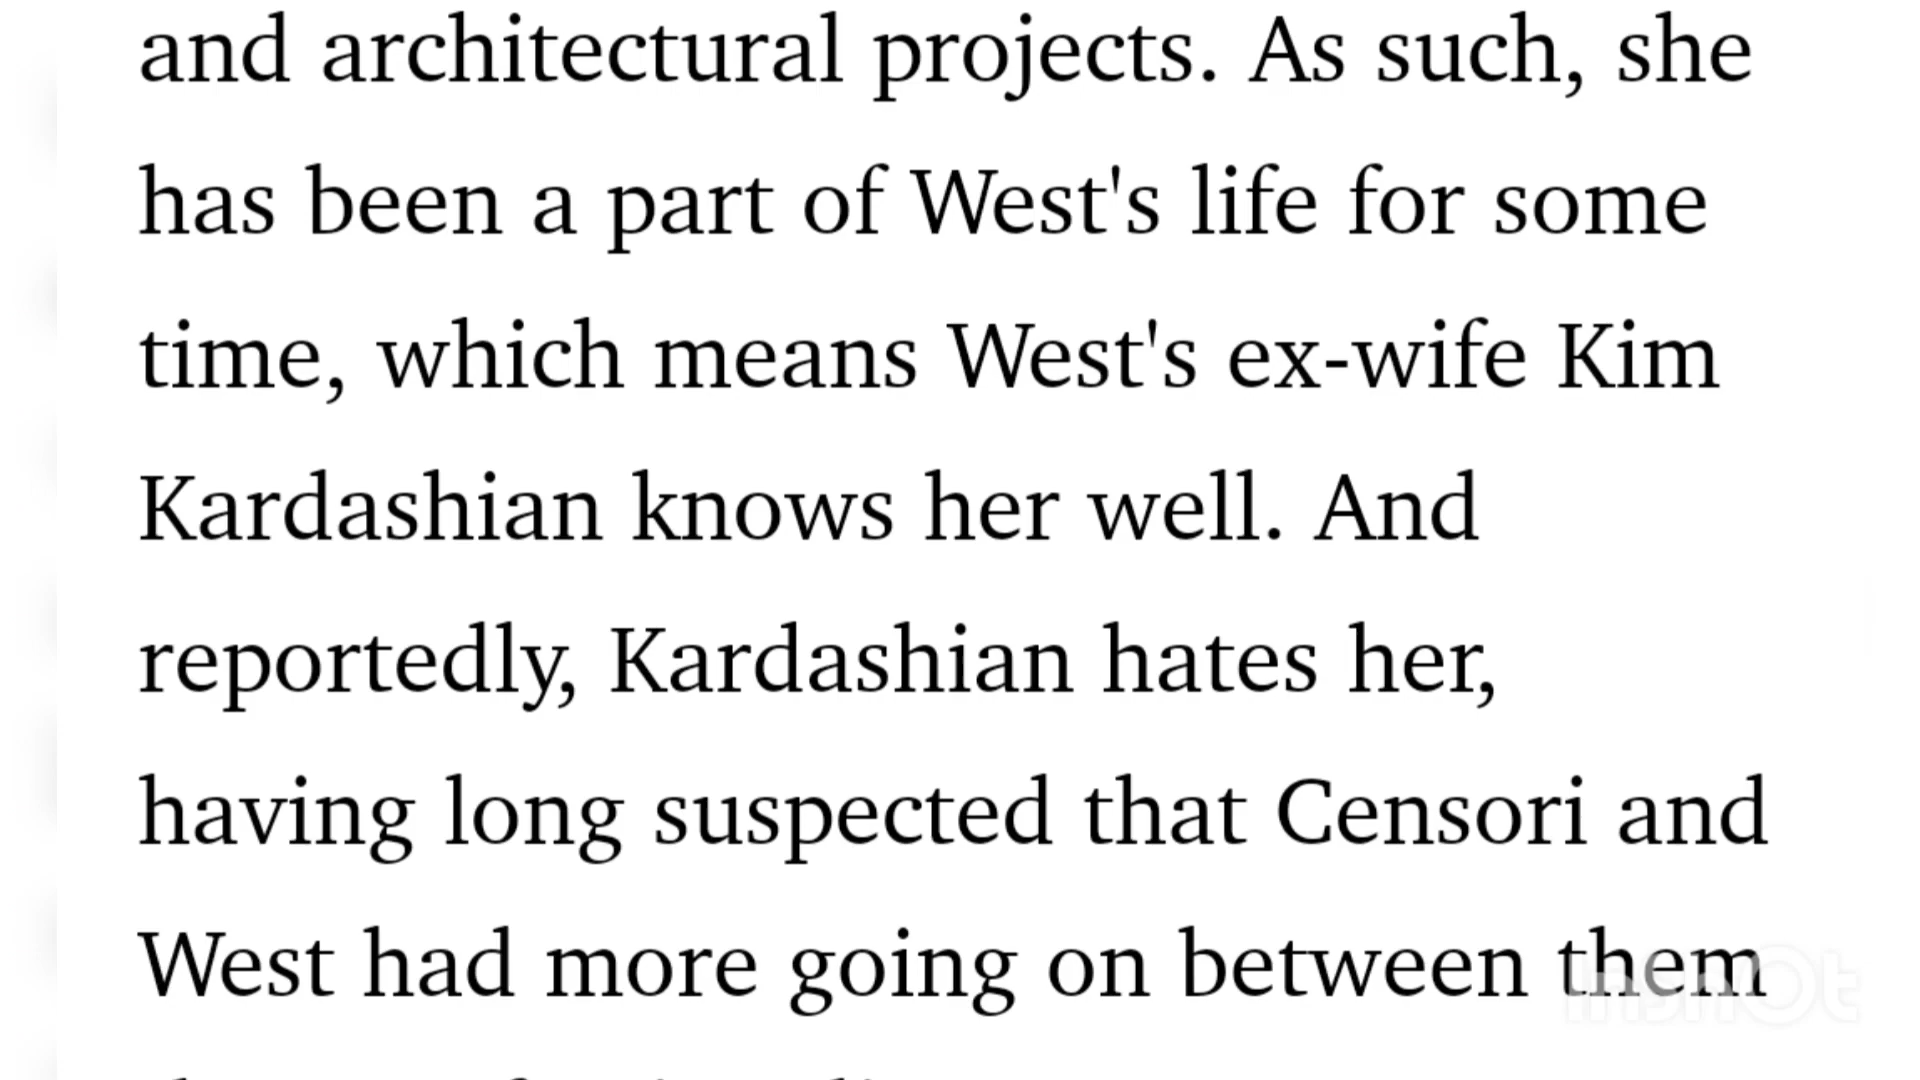 and architectural projects. As such, she
has been a part of West's life for some
time, which means West's ex-wife Kim
Kardashian knows her well. And
reportedly, Kardashian hates her,
having long suspected that Censori and
West had more going on between them
inshot